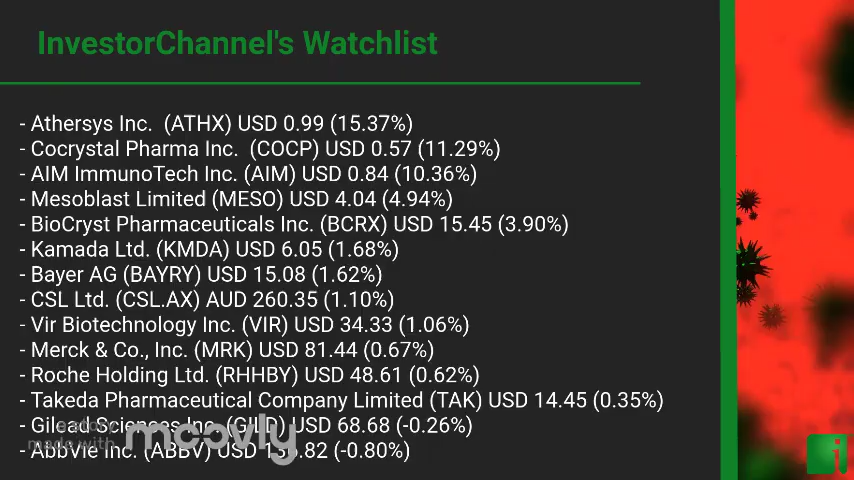 InvestorChannel's Watchlist
- Athersys Inc.  (ATHX) USD 0.99 (15.37%)
- Cocrystal Pharma Inc.  (COCP) USD 0.57 (11.29%)
- AIM ImmunoTech Inc. (AIM) USD 0.84 (10.36%)
- Mesoblast Limited (MESO) USD 4.04 (4.94%)
- BioCryst Pharmaceuticals Inc. (BCRX) USD 15.45 (3.90%)
- Kamada Ltd. (KMDA) USD 6.05 (1.68%)
- Bayer AG (BAYRY) USD 15.08 (1.62%)
- CSL Ltd. (CSL.AX) AUD 260.35 (1.10%)
- Vir Biotechnology Inc. (VIR) USD 34.33 (1.06%)
- Merck & Co., Inc. (MRK) USD 81.44 (0.67%)
- Roche Holding Ltd. (RHHBY) USD 48.61 (0.62%)
- Takeda Pharmaceutical Company Limited (TAK) USD 14.45 (0.35%)
- Gilead Sciences Inc. (GILD) USD 68.68 (-0.26%)
made with moovly
- AbbVie Inc. (ABBV) USD (-0.80%)
i